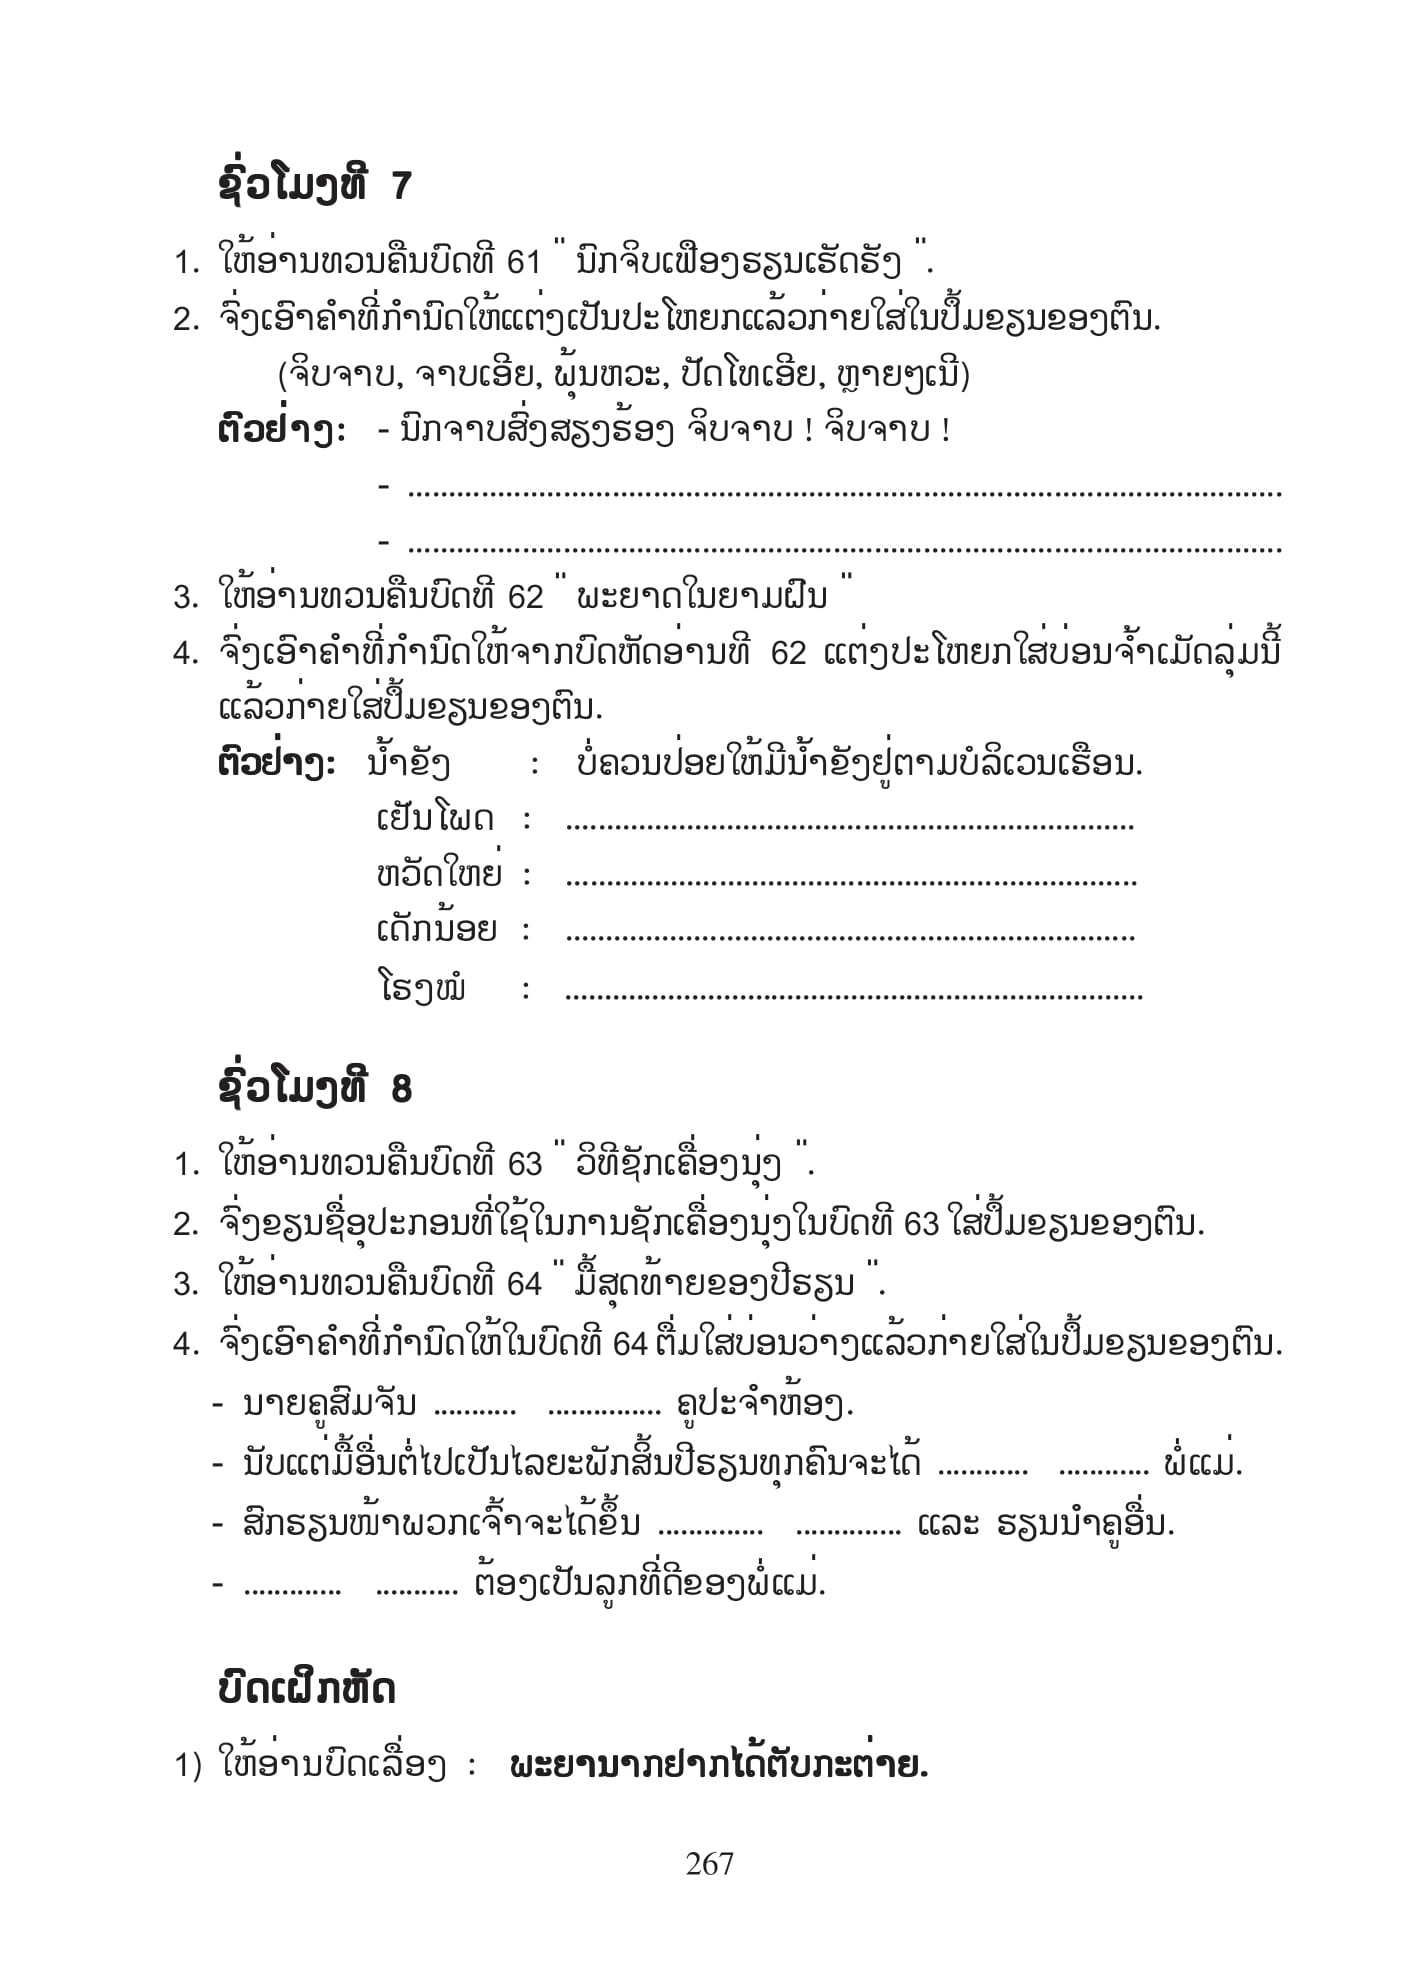 ຊົ່ວໂມງທີ 7
1. ໃຫ້ອ່ານທວນຄືນບົດທີ 61 " ນົກຈິບເຟືອງຮຽນເຮັດຮັງ ".
2. ຈົ່ງເອົາຄຳທີ່ກຳນົດໃຫ້ແຕ່ງເປັນປະໂຫຍກແລ້ວກ່າຍໃສ່ໃນປຶ້ມຂຽນຂອງຕົນ.
(ຈິບຈາບ, ຈາບເອີຍ, ພຸ້ນຫວະ, ປັດໂທເອີຍ, ຫຼາຍໆເນີ)
ຕົວຢ່າງ: - ນົກຈາບສົ່ງສຽງຮ້ອງ ຈິບຈາບ ! ຈິບຈາບ !
- ..........................................................................................................
- ..........................................................................................................
3. ໃຫ້ອ່ານທວນຄືນບົດທີ 62 " ພະຍາດໃນຍາມຝົນ "
4. ຈົ່ງເອົາຄຳທີ່ກຳນົດໃຫ້ຈາກບົດຫັດອ່ານທີ 62 ແຕ່ງປະໂຫຍກໃສ່ບ່ອນຈ້ຳເມັດລຸ່ມນີ້
ແລ້ວກ່າຍໃສ່ປຶ້ມຂຽນຂອງຕົນ.
ຕົວຢ່າງ: ນ້ຳຂັງ : ບໍ່ຄວນປ່ອຍໃຫ້ມີນ້ຳຂັງຢູ່ຕາມບໍລິເວນເຮືອນ.
ເຢັນໂພດ : .....................................................................
ຫວັດໃຫຍ່ : .....................................................................
ເດັກນ້ອຍ : .....................................................................
ໂຮງໝໍ : ......................................................................
ຊົ່ວໂມງທີ 8
1. ໃຫ້ອ່ານທວນຄືນບົດທີ 63 " ວິທີຊັກເຄື່ອງນຸ່ງ ".
2. ຈົ່ງຂຽນຊື່ອຸປະກອນທີ່ໃຊ້ໃນການຊັກເຄື່ອງນຸ່ງໃນບົດທີ 63 ໃສ່ປຶ້ມຂຽນຂອງຕົນ.
3. ໃຫ້ອ່ານທວນຄືນບົດທີ 64 " ມື້ສຸດທ້າຍຂອງປີຮຽນ ".
4. ຈົ່ງເອົາຄຳທີ່ກຳນົດໃຫ້ໃນບົດທີ 64 ຕື່ມໃສ່ບ່ອນວ່າງແລ້ວກ່າຍໃສ່ໃນປຶ້ມຂຽນຂອງຕົນ.
- ນາຍຄູສົມຈັນ ........... ............... ຄູປະຈຳຫ້ອງ.
- ນັບແຕ່ມື້ອື່ນຕໍ່ໄປເປັນໄລຍະພັກສິ້ນປີຮຽນທຸກຄົນຈະໄດ້ ............ ............ ພໍ່ແມ່.
- ສົກຮຽນໜ້າພວກເຈົ້າຈະໄດ້ຂຶ້ນ .............. .............. ແລະ ຮຽນນຳຄູອື່ນ.
- ............. ........... ຕ້ອງເປັນລູກທີ່ດີຂອງພໍ່ແມ່.
ບົດເຝິກຫັດ
1) ໃຫ້ອ່ານບົດເລື່ອງ : ພະຍານາກຢາກໄດ້ຕັບກະຕ່າຍ.
267